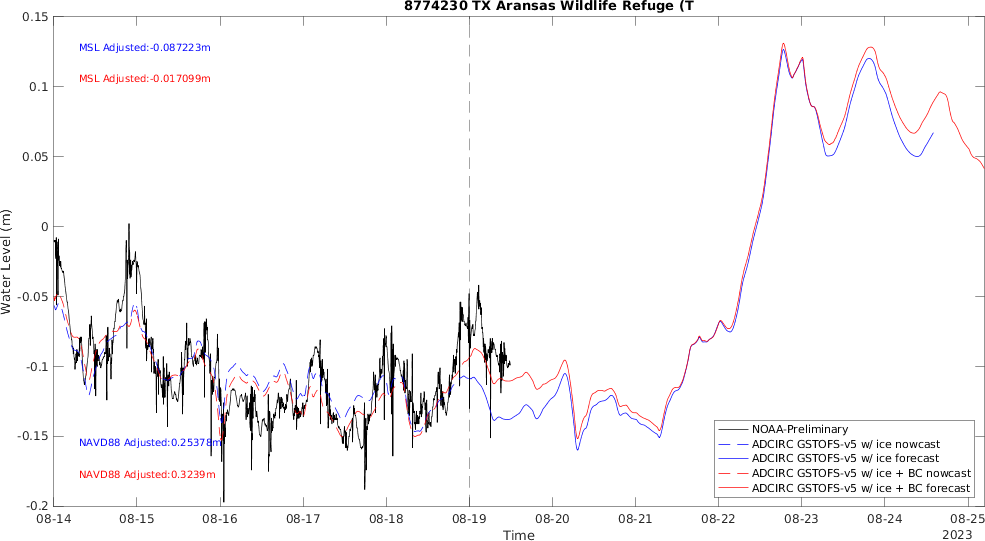 8774230 TX Aransas Wildlife Refuge (T
0.15
MSL Adjusted:-0.087223m
MSL Adjusted:-0.017099m
0.1
0.05
0
-0.05
-0.1
-0.15
-0.2
Water Level (m)
NAVD88 Adjusted:0.25378m
NAVD88 Adjusted:0.3239m
NOAA-Preliminary
ADCIRC GSTOFS-v5 w/ ice nowcast
ADCIRC GSTOFS-v5 w/ ice forecast
ADCIRC GSTOFS-v5 w/ ice + BC nowcast
ADCIRC GSTOFS-v5 w/ ice + BC forecast
08-14 08-15 08-16 08-17 08-18 08-19 08-20 08-21 08-22 08-23 08-24 08-25
Time
2023